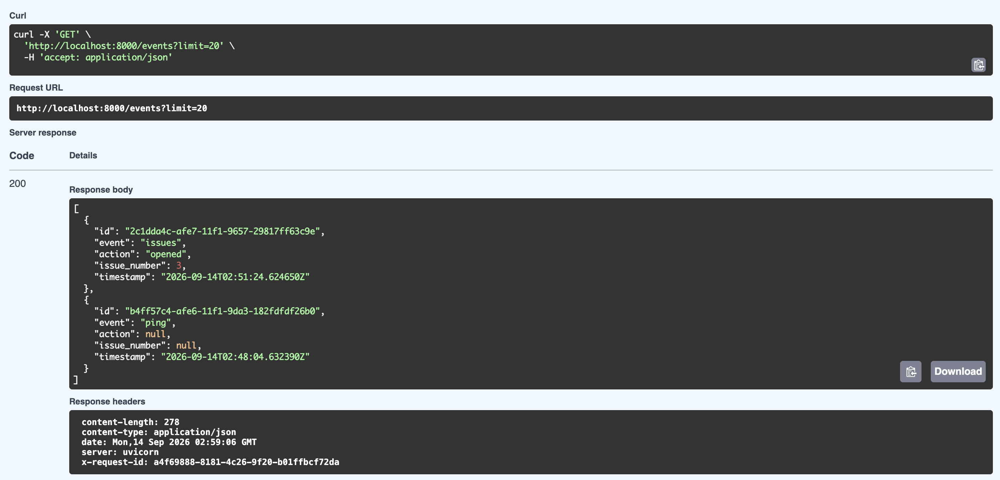 Curl
curl -X 'GET' \
  'http://localhost:8000/events?limit=20' \
  -H 'accept: application/json'
Request URL
http://localhost:8000/events?limit=20
Server response
Code Details
200
Response body
[
  {
    "id": "2c1dda4c-afe7-11f1-9657-29817ff63c9e",
    "event": "issues",
    "action": "opened",
    "issue_number": 3,
    "timestamp": "2026-09-14T02:51:24.624650Z"
  },
  {
    "id": "b4ff57c4-afe6-11f1-9da3-182fdfdf26b0",
    "event": "ping",
    "action": null,
    "issue_number": null,
    "timestamp": "2026-09-14T02:48:04.632390Z"
  }
]
Download
Response headers
content-length: 278
content-type: application/json
date: Mon,14 Sep 2026 02:59:06 GMT
server: uvicorn
x-request-id: a4f69888-8181-4c26-9f20-b01ffbcf72da